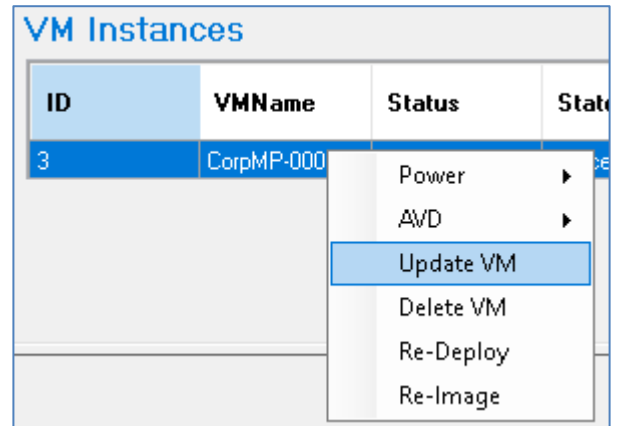 VM Instances
ID VMName Status
3 CorpMP-000
Power
AVD
Update VM
Delete VM
Re-Deploy
Re-Image